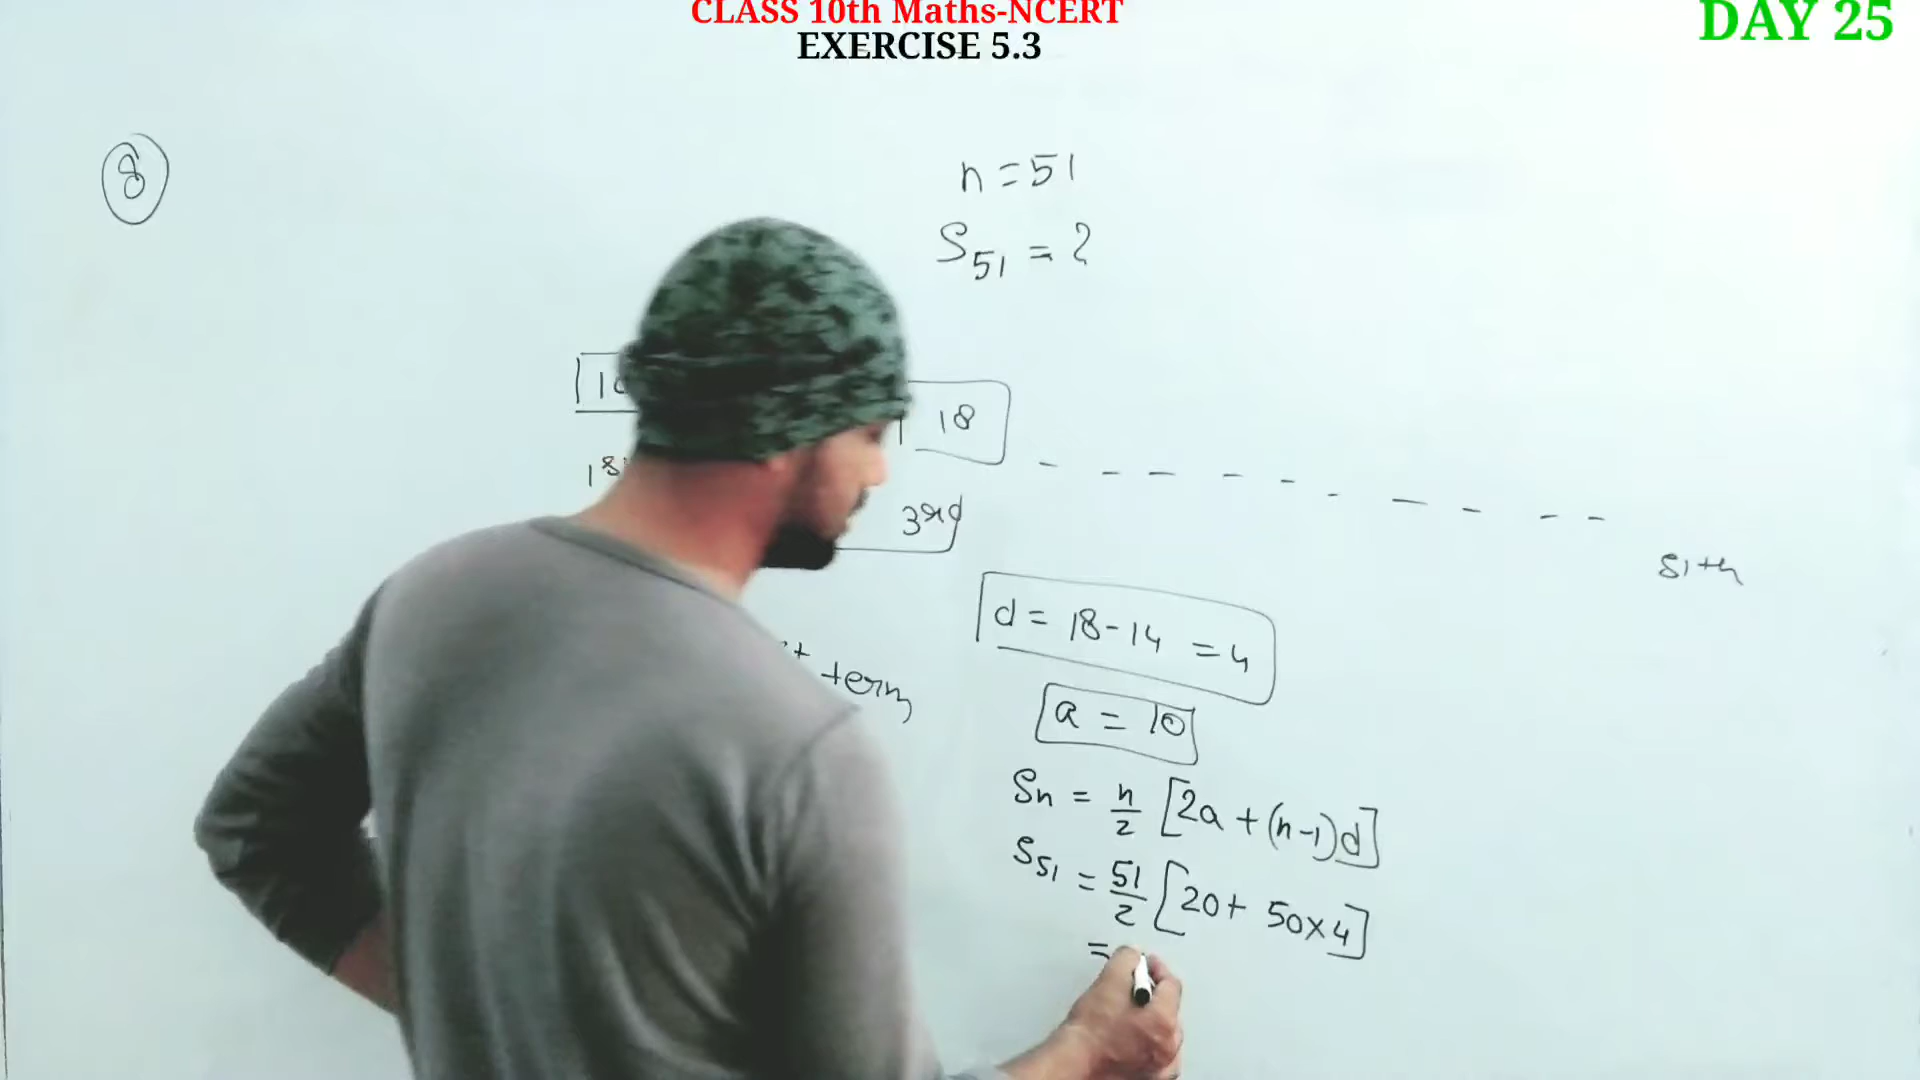 CLASS 10th Maths-NCERT
EXERCISE 5.3
DAY 25
8
n = 51
S51 = ?
18
3rd
51th
term
d = 18 - 14 = 4
a = 10
Sn = n/2 [2a + (n-1)d]
S51 = 51/2 [20 + 50×4]
=